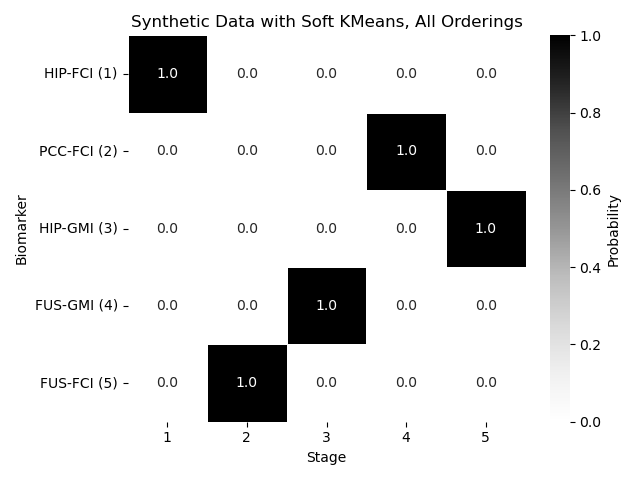 Synthetic Data with Soft KMeans, All Orderings
HIP-FCI (1) 1.0 0.0 0.0 0.0 0.0
PCC-FCI (2) 0.0 0.0 0.0 1.0 0.0
HIP-GMI (3) 0.0 0.0 0.0 0.0 1.0
FUS-GMI (4) 0.0 0.0 1.0 0.0 0.0
FUS-FCI (5) 0.0 1.0 0.0 0.0 0.0
1 2 3 4 5
Stage
Biomarker
1.0
0.8
0.6
0.4
0.2
0.0
Probability